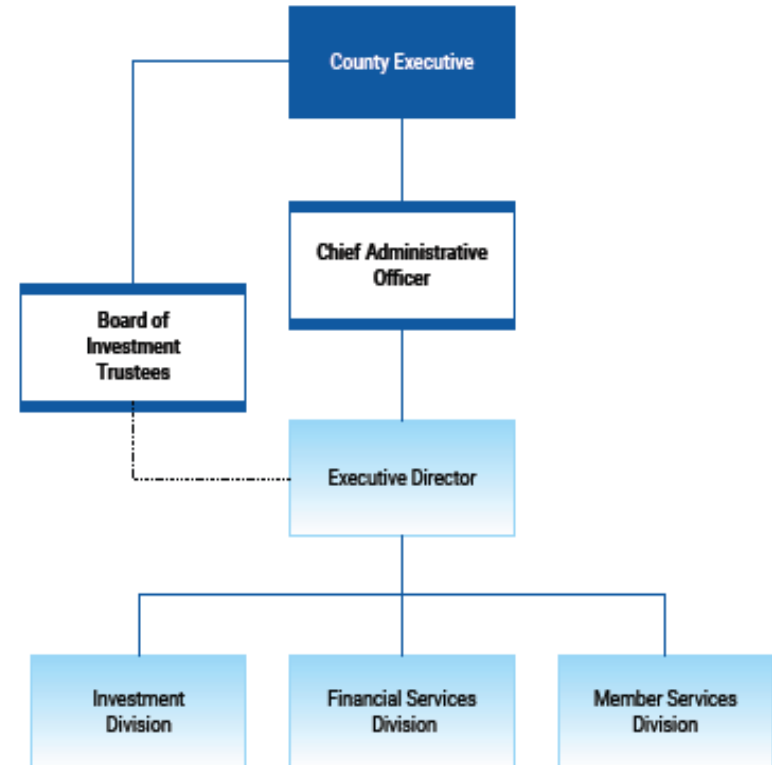 County Executive
Chief Administrative
Officer
Board of
Investment
Trustees
Executive Director
Investment
Division
Financial Services
Division
Member Services
Division